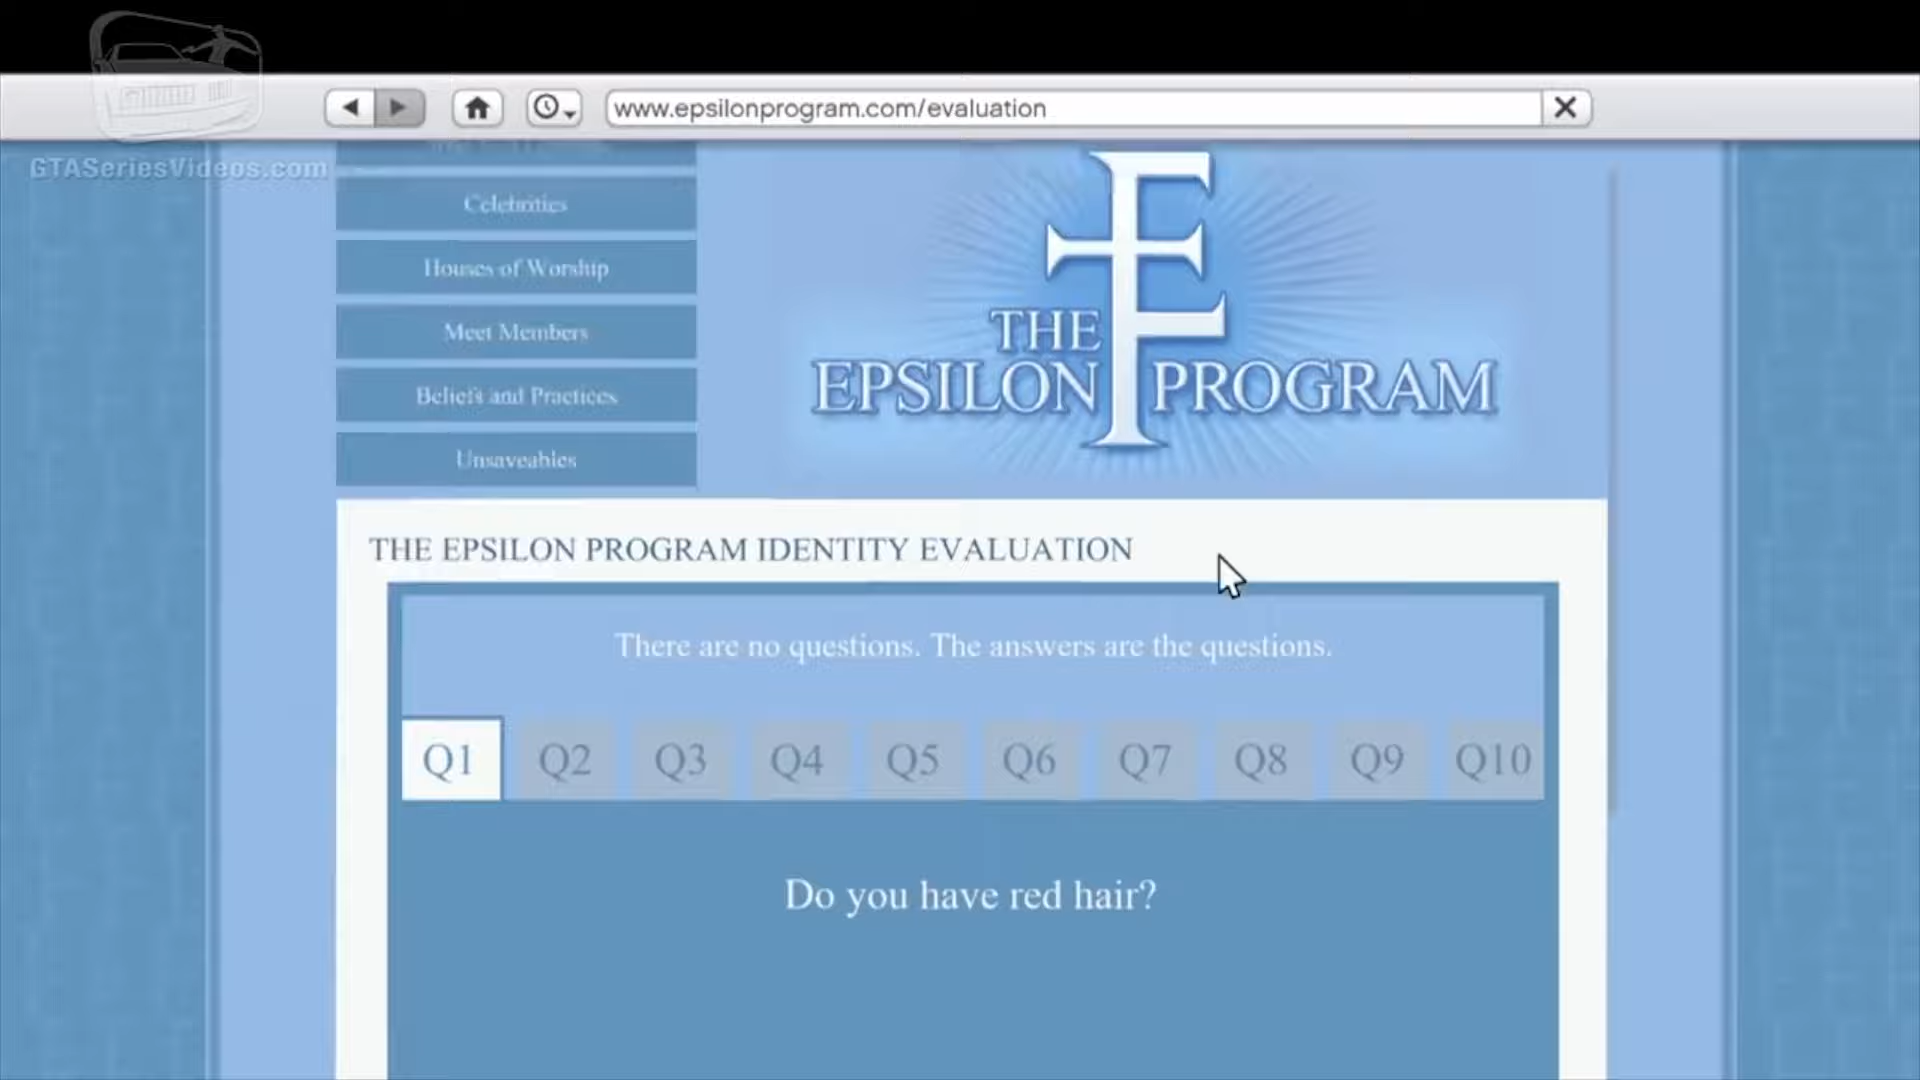 www.epsilonprogram.com/evaluation
GTASeriesVideos.com
Celebrities
Houses of Worship
Meet Members
Beliefs and Practices
Unsaveables
THE
EPSILON PROGRAM
THE EPSILON PROGRAM IDENTITY EVALUATION
There are no questions. The answers are the questions.
Q1 Q2 Q3 Q4 Q5 Q6 Q7 Q8 Q9 Q10
Do you have red hair?